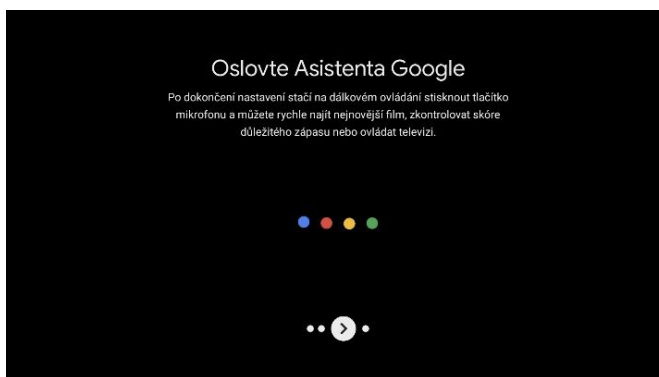 Oslovte Asistenta Google
Po dokončení nastavení stačí na dálkovém ovládání stisknout tlačítko
mikrofonu a můžete rychle najít nejnovější film, zkontrolovat skóre
důležitého zápasu nebo ovládat televizi.